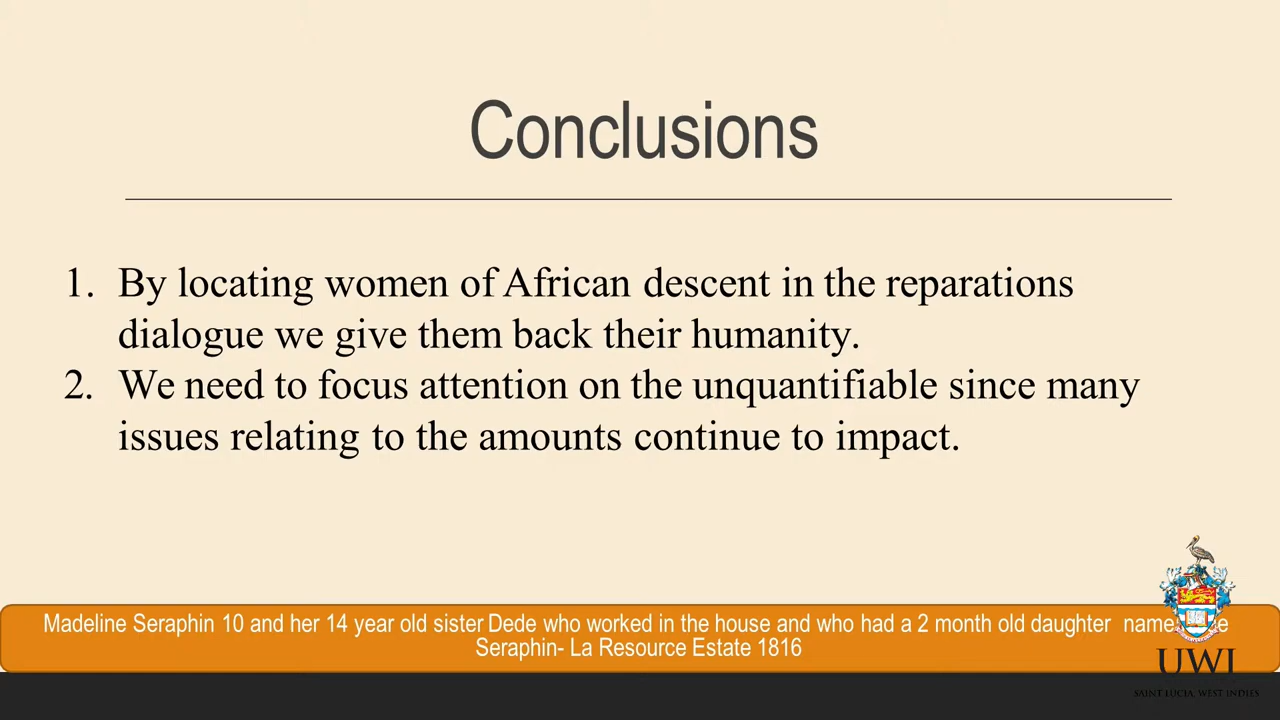 Conclusions
1. By locating women of African descent in the reparations
dialogue we give them back their humanity.
2. We need to focus attention on the unquantifiable since many
issues relating to the amounts continue to impact.
Madeline Seraphin 10 and her 14 year old sister Dede who worked in the house and who had a 2 month old daughter
Seraphin- La Resource Estate 1816
UWI
SAINT LUCIA, WEST INDIES